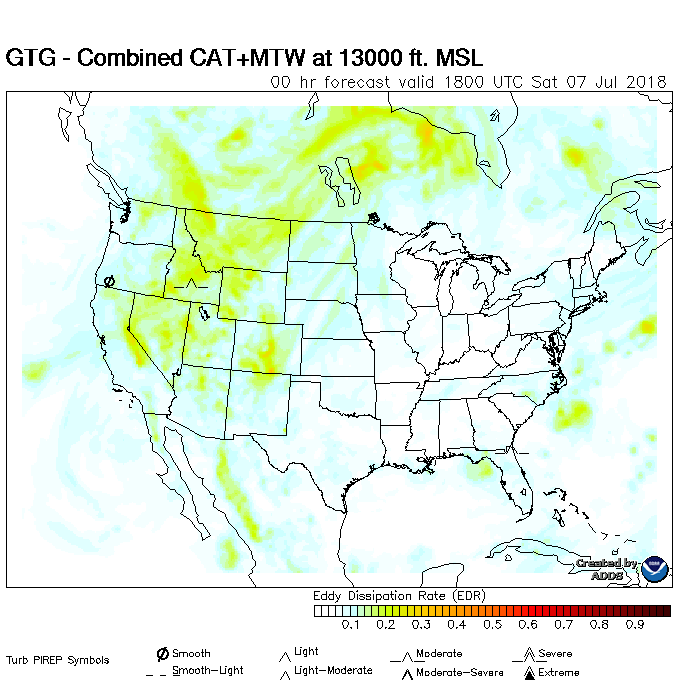 GTG - Combined CAT+MTW at 13000 ft. MSL
00 hr forecast valid 1800 UTC Sat 07 Jul 2018
Created by
ADDS
Eddy Dissipation Rate (EDR)
0.1 0.2 0.3 0.4 0.5 0.6 0.7 0.8 0.9
Turb PIREP Symbols
Smooth Light Moderate Severe
Smooth-Light Light-Moderate Moderate-Severe Extreme